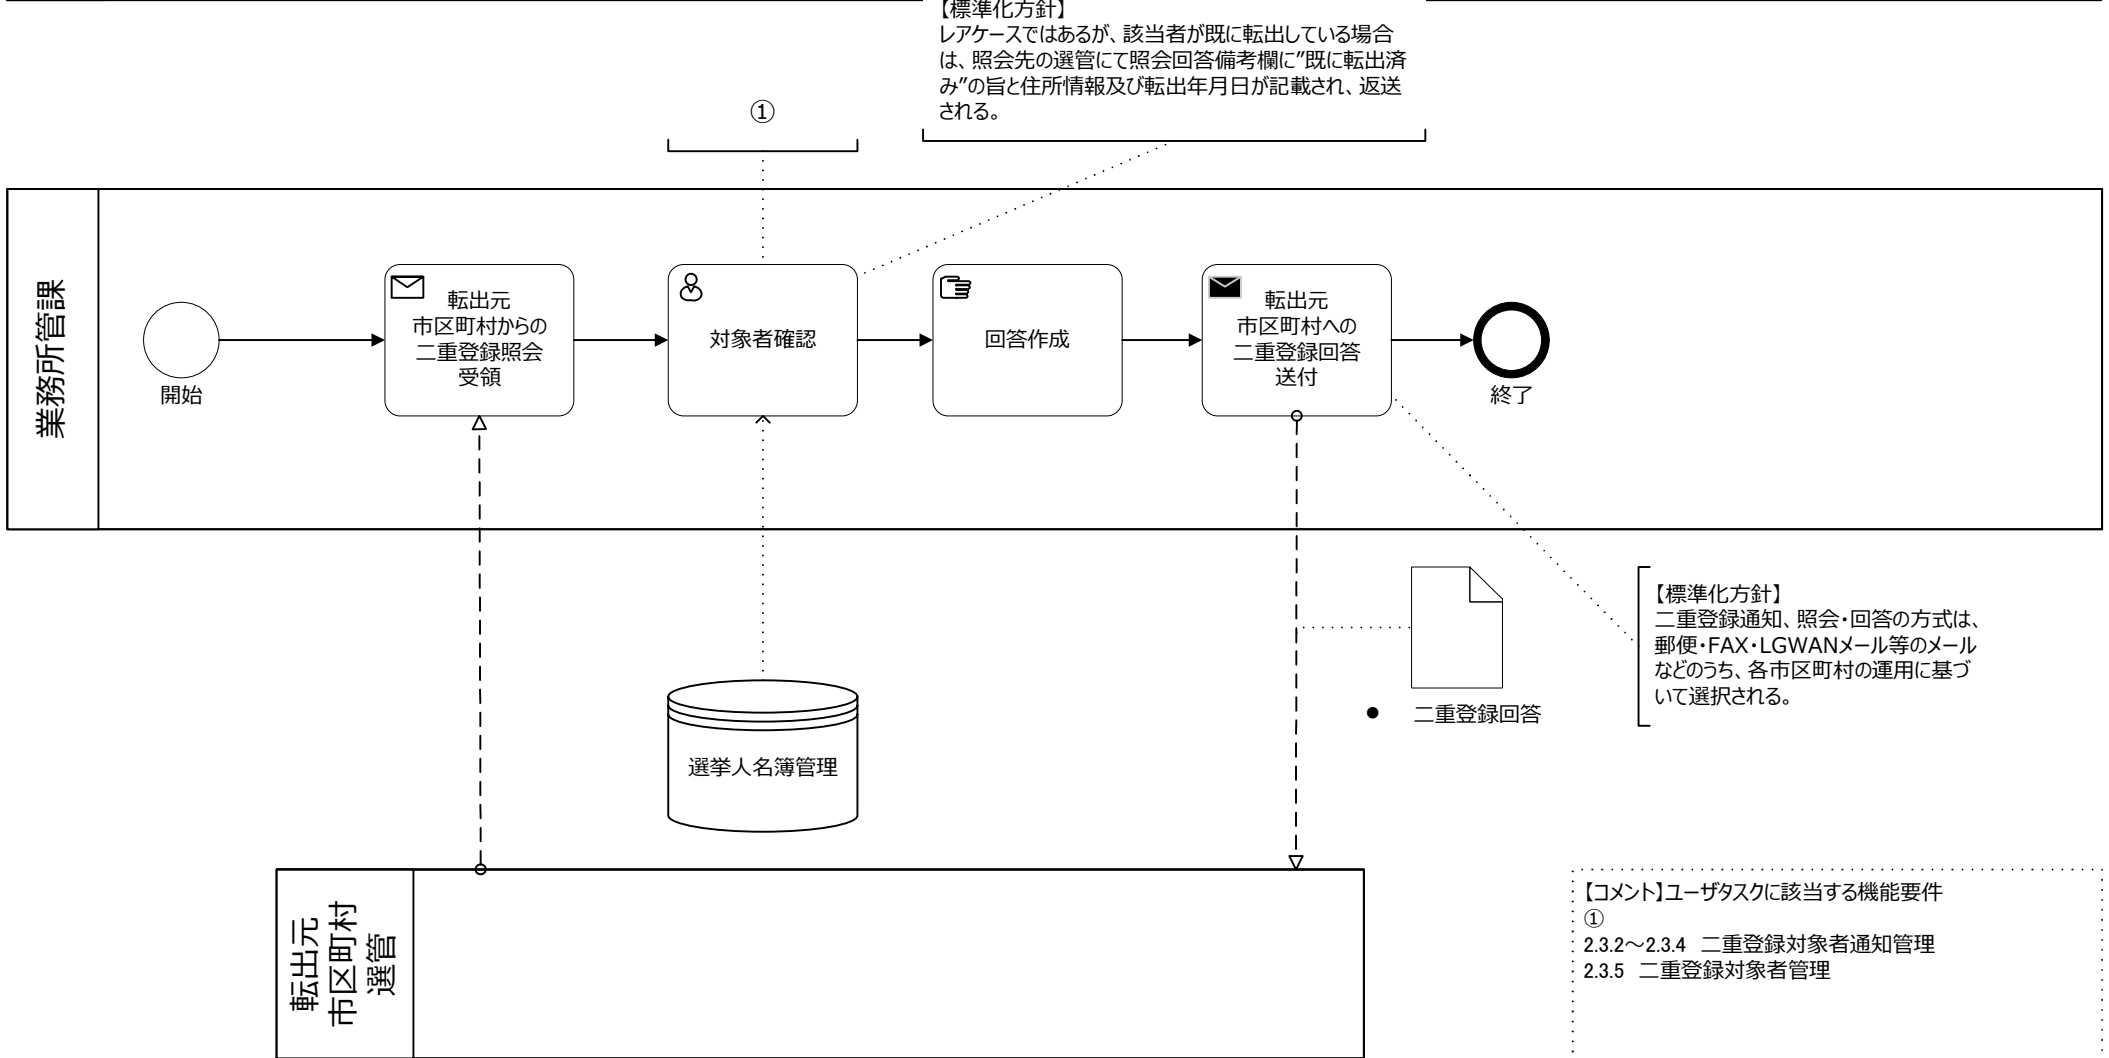 【標準化方針】
レアケースではあるが、該当者が既に転出している場合
は、照会先の選管にて照会回答備考欄に”既に転出済
み”の旨と住所情報及び転出年月日が記載され、返送
される。
①
業務所管課
開始
転出元
市区町村からの
二重登録照会
受領
対象者確認
回答作成
転出元
市区町村への
二重登録回答
送付
終了
【標準化方針】
二重登録通知、照会・回答の方式は、
郵便・FAX・LGWANメール等のメール
などのうち、各市区町村の運用に基づ
いて選択される。
● 二重登録回答
選挙人名簿管理
転出元
市区町村
選管
【コメント】ユーザタスクに該当する機能要件
①
2.3.2～2.3.4 二重登録対象者通知管理
2.3.5 二重登録対象者管理